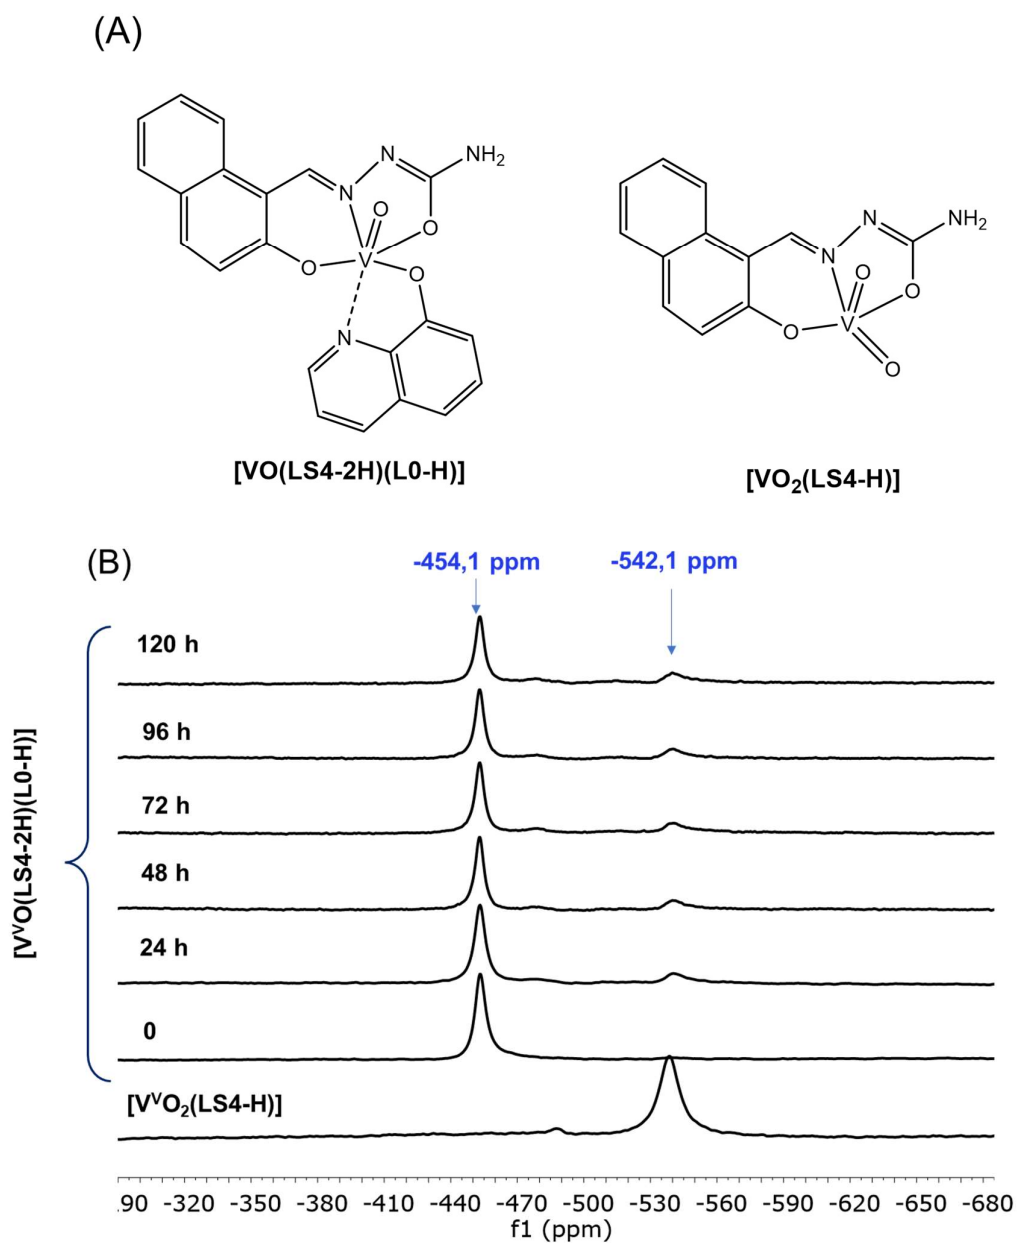 (A)
N
NH2
N
O
O
V
O
N
O
[VO(LS4-2H)(L0-H)]
N
NH2
N
O
O
V
O
O
[VO2(LS4-H)]
(B)
-454,1 ppm
-542,1 ppm
[VVO(LS4-2H)(L0-H)]
120 h
96 h
72 h
48 h
24 h
0
[VVO2(LS4-H)]
.90 -320 -350 -380 -410 -440 -470 -500 -530 -560 -590 -620 -650 -680
f1 (ppm)